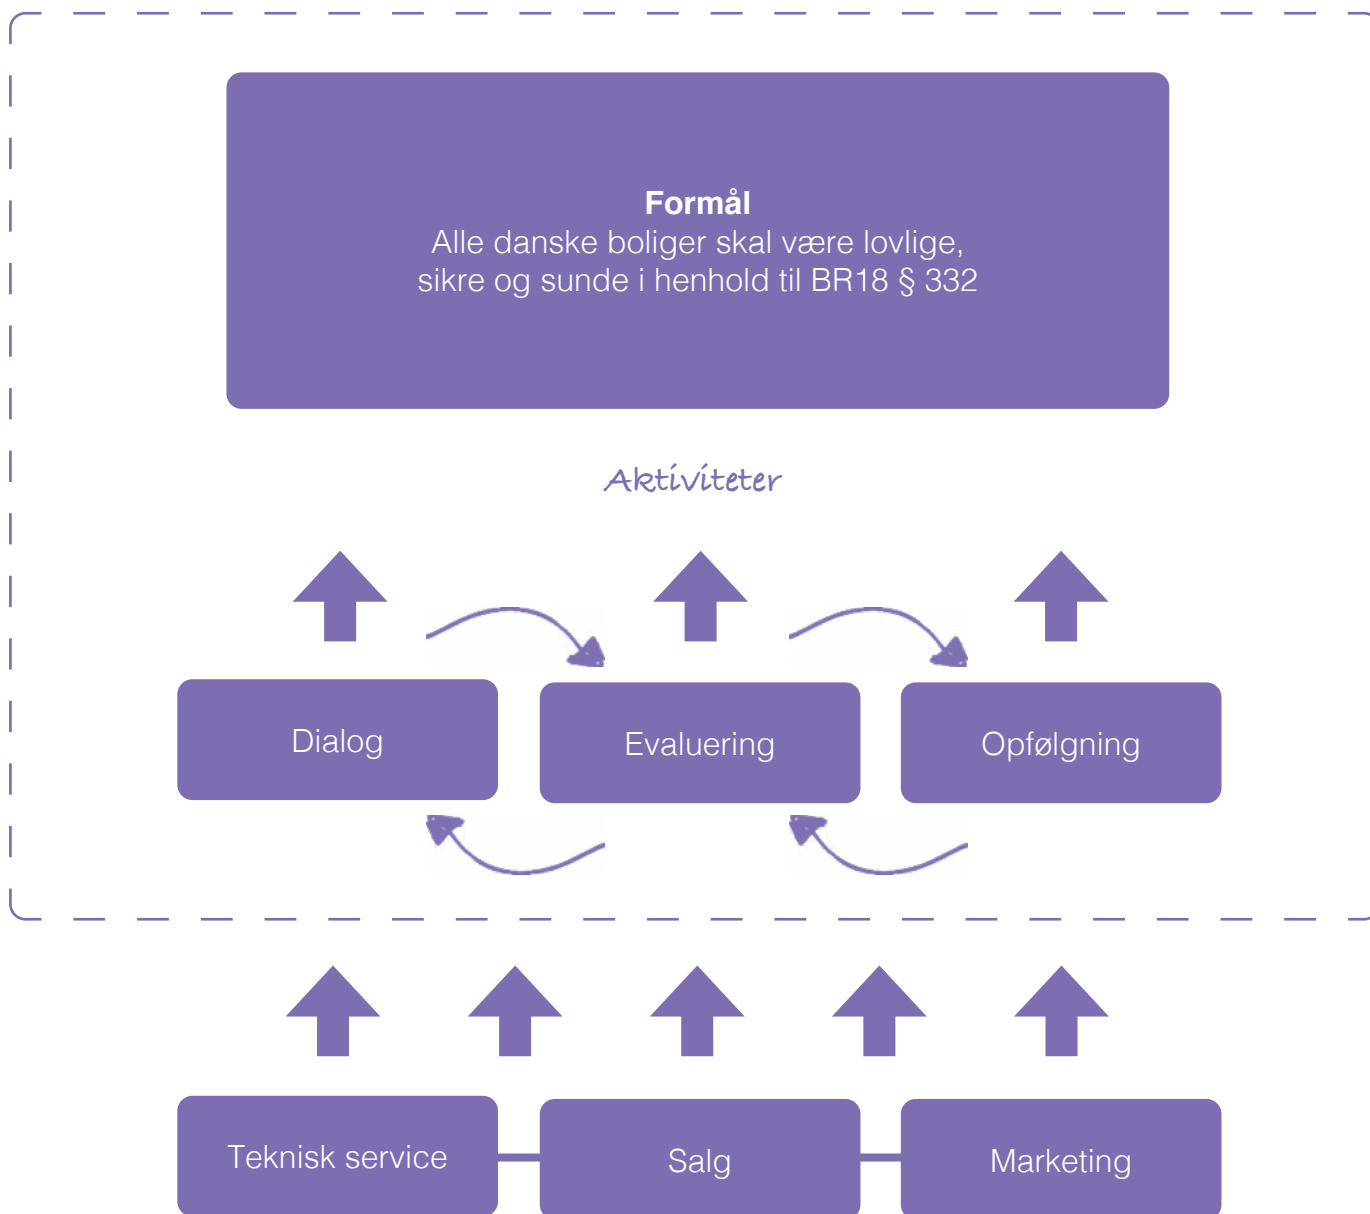 Formål
Alle danske boliger skal være lovlige,
sikre og sunde i henhold til BR18 § 332
Aktiviteter
Dialog
Evaluering
Opfølgning
Teknisk service
Salg
Marketing